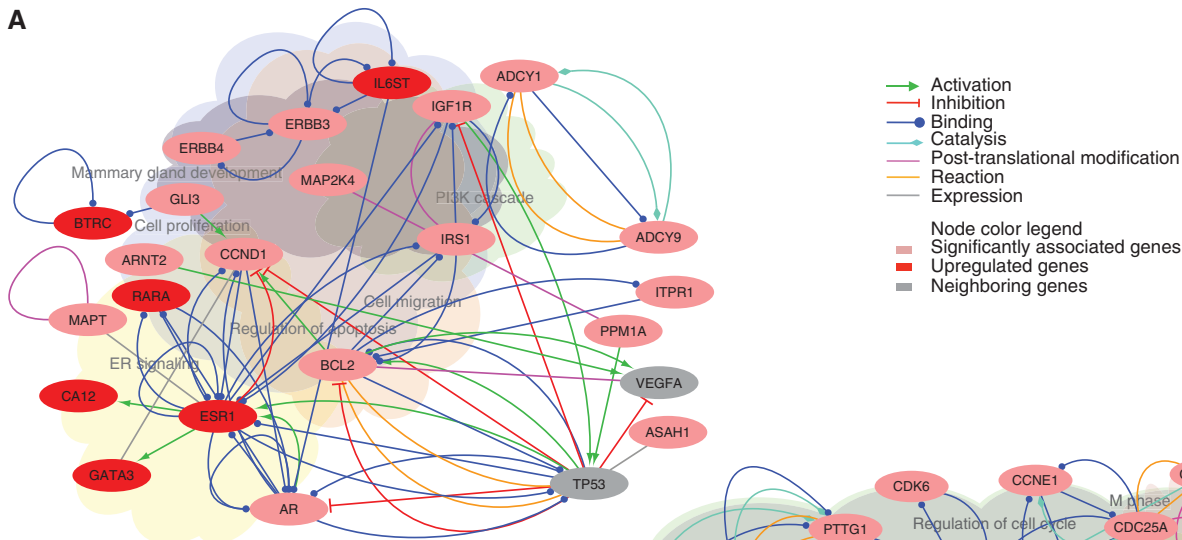 A
IL6ST
ADCY1
IGF1R
ERBB3
ERBB4
Mammary gland development
MAP2K4
PI3K cascade
GLI3
BTRC
Cell proliferation
IRS1
ADCY9
CCND1
ARNT2
RARA
Cell migration
ITPR1
MAPT
Regulation of apoptosis
PPM1A
ER signaling
BCL2
VEGFA
CA12
ESR1
ASAH1
GATA3
TP53
AR
Activation
Inhibition
Binding
Catalysis
Post-translational modification
Reaction
Expression
Node color legend
Significantly associated genes
Upregulated genes
Neighboring genes
CDK6
CCNE1
M phase
PTTG1
Regulation of cell cycle
CDC25A